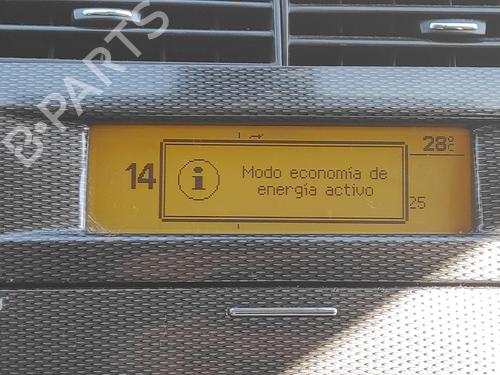 B-PARTS
28°C
14
i
Modo economía de
energía activo
25